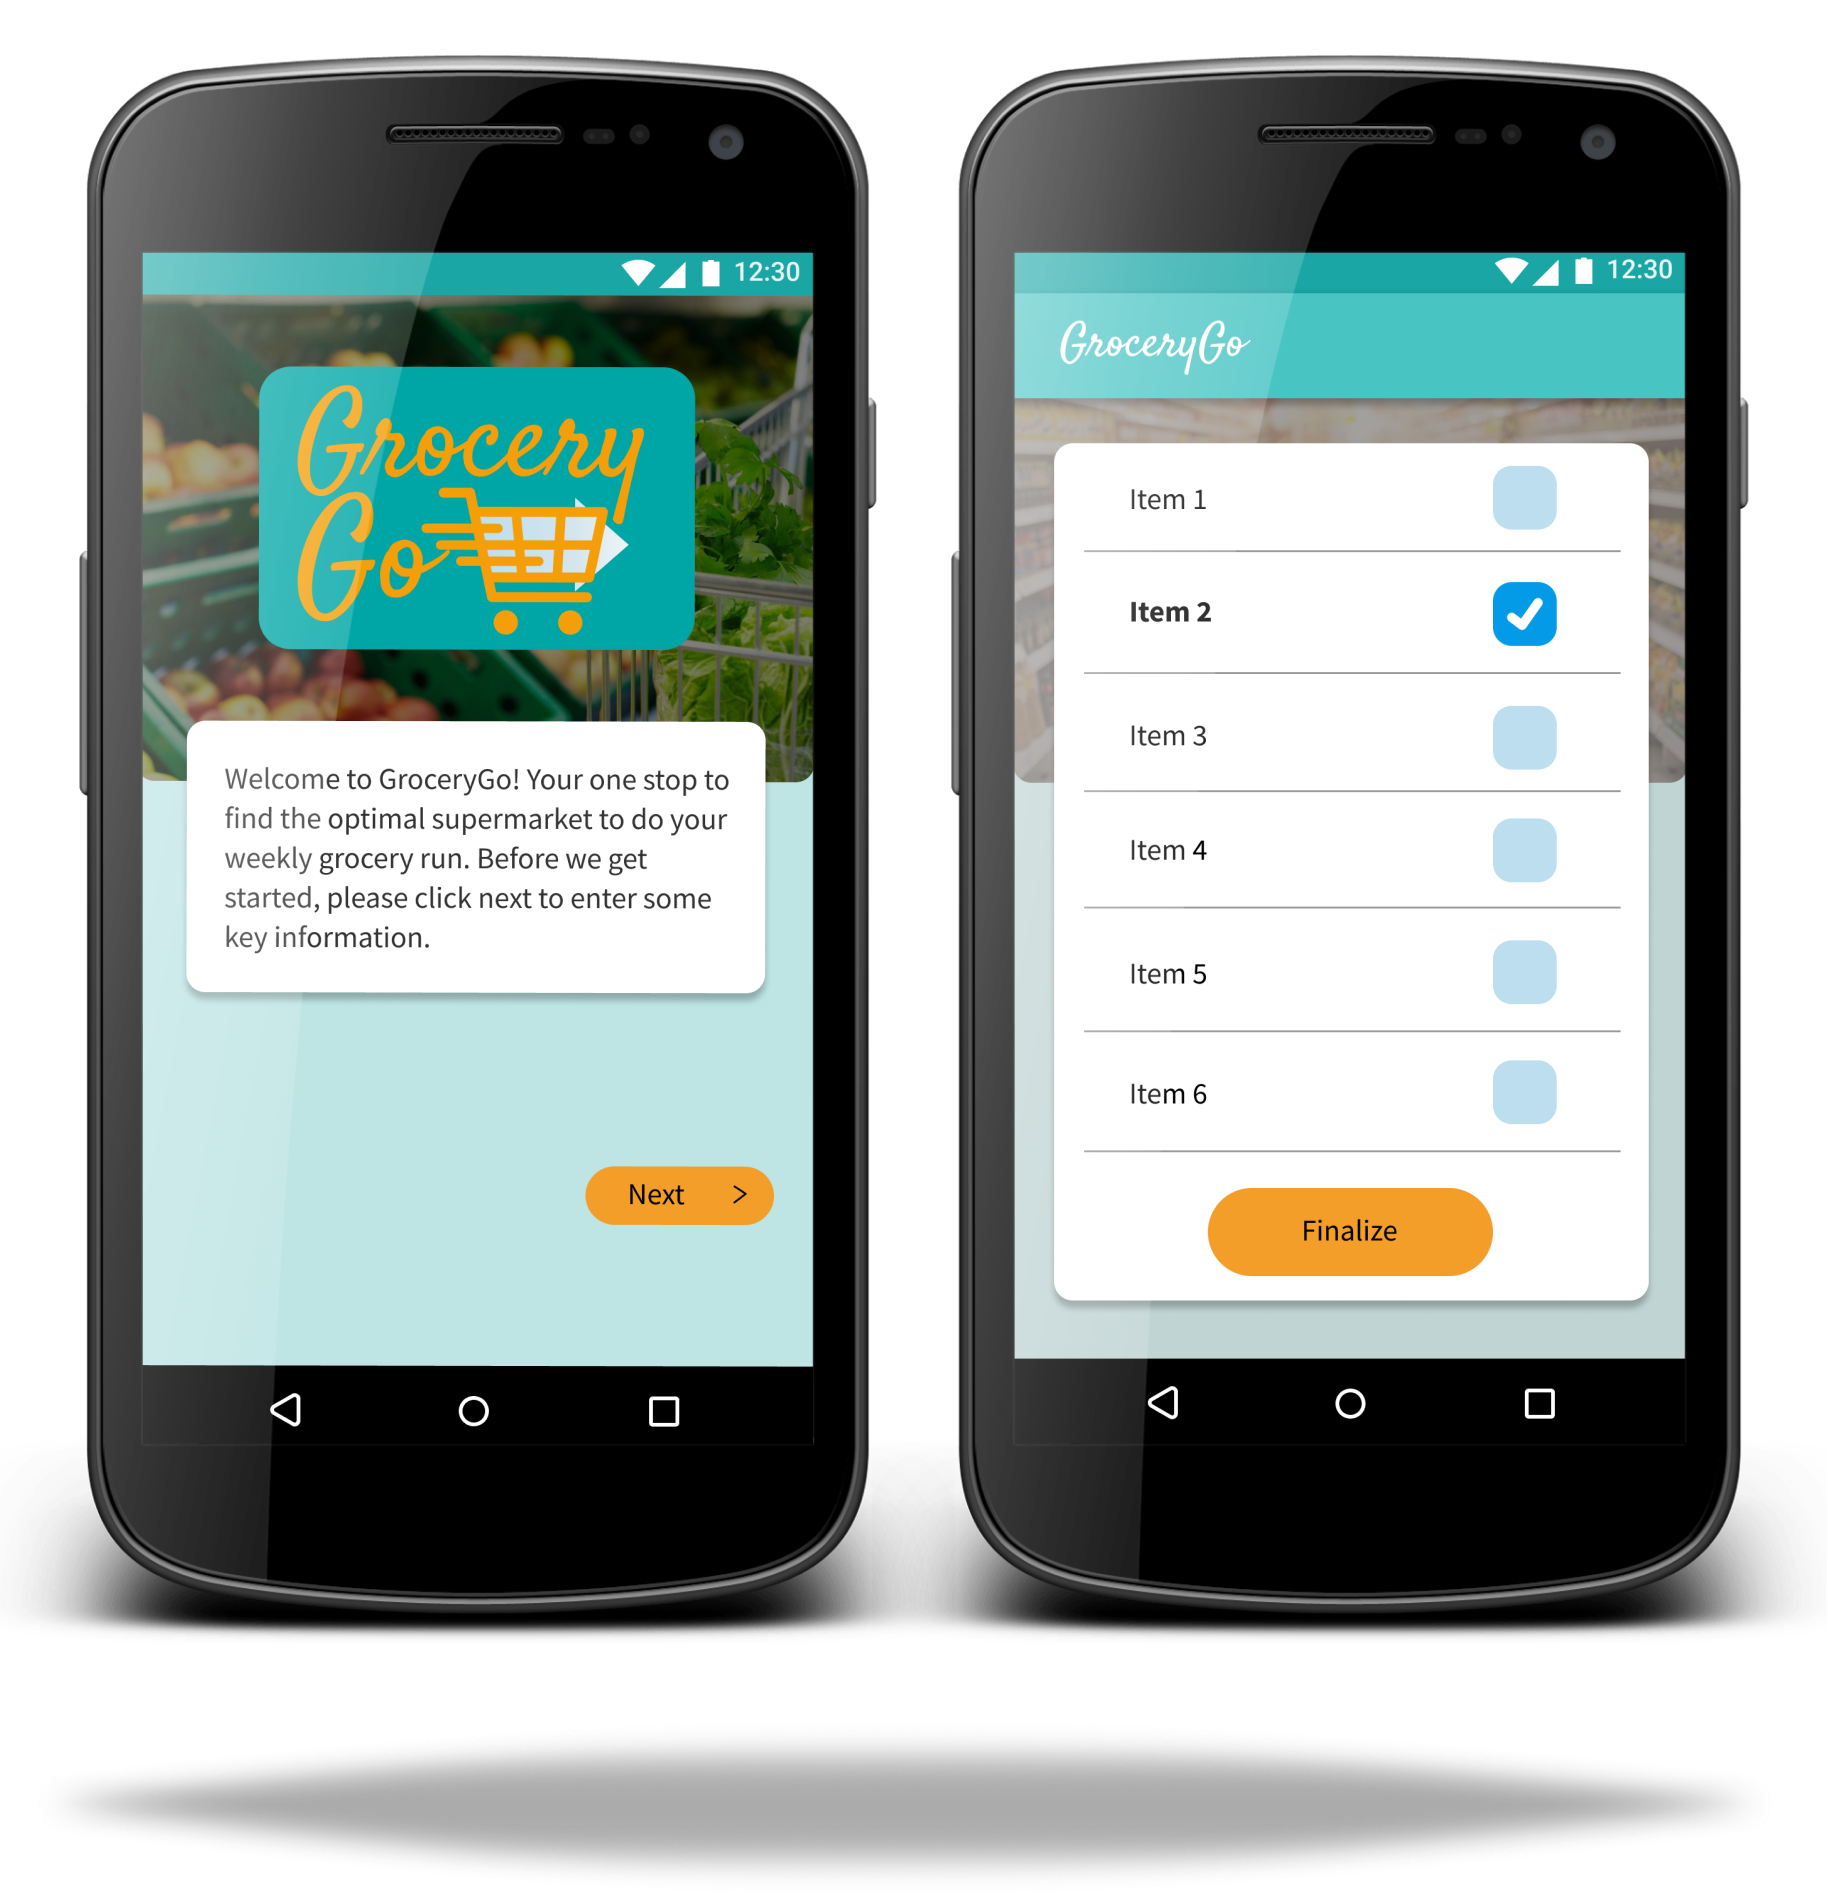 12:30
Grocery
Go
Welcome to GroceryGo! Your one stop to
find the optimal supermarket to do your
weekly grocery run. Before we get
started, please click next to enter some
key information.
Next >
12:30
GroceryGo
Item 1
Item 2
Item 3
Item 4
Item 5
Item 6
Finalize